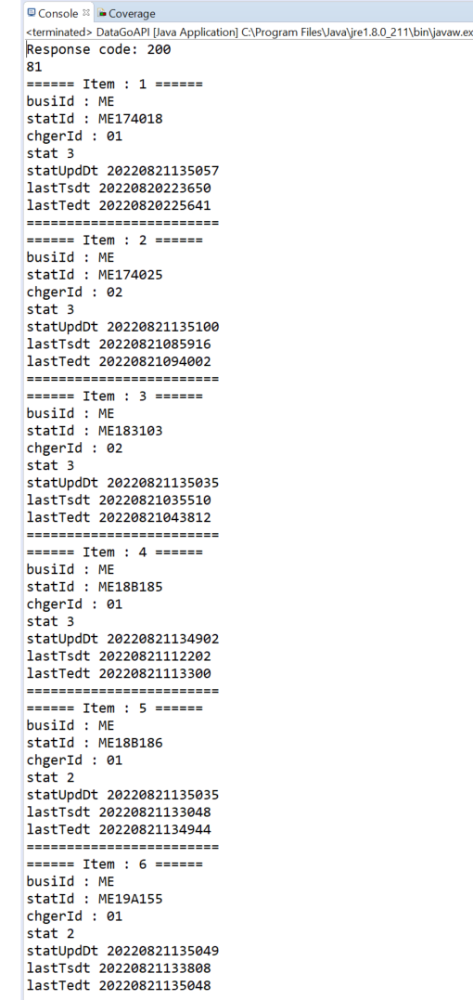 Console Coverage
<terminated> DataGoAPI [Java Application] C:\Program Files\Java\jre1.8.0_211\bin\javaw.ex
Response code: 200
81
====== Item : 1 ======
busiId : ME
statId : ME174018
chgerId : 01
stat 3
statUpdDt 20220821135057
lastTsdt 20220820223650
lastTedt 20220820225641
========================
====== Item : 2 ======
busiId : ME
statId : ME174025
chgerId : 02
stat 3
statUpdDt 20220821135100
lastTsdt 20220821085916
lastTedt 20220821094002
========================
====== Item : 3 ======
busiId : ME
statId : ME183103
chgerId : 02
stat 3
statUpdDt 20220821135035
lastTsdt 20220821035510
lastTedt 20220821043812
========================
====== Item : 4 ======
busiId : ME
statId : ME18B185
chgerId : 01
stat 3
statUpdDt 20220821134902
lastTsdt 20220821112202
lastTedt 20220821113300
========================
====== Item : 5 ======
busiId : ME
statId : ME18B186
chgerId : 01
stat 2
statUpdDt 20220821135035
lastTsdt 20220821133048
lastTedt 20220821134944
========================
====== Item : 6 ======
busiId : ME
statId : ME19A155
chgerId : 01
stat 2
statUpdDt 20220821135049
lastTsdt 20220821133808
lastTedt 20220821135048